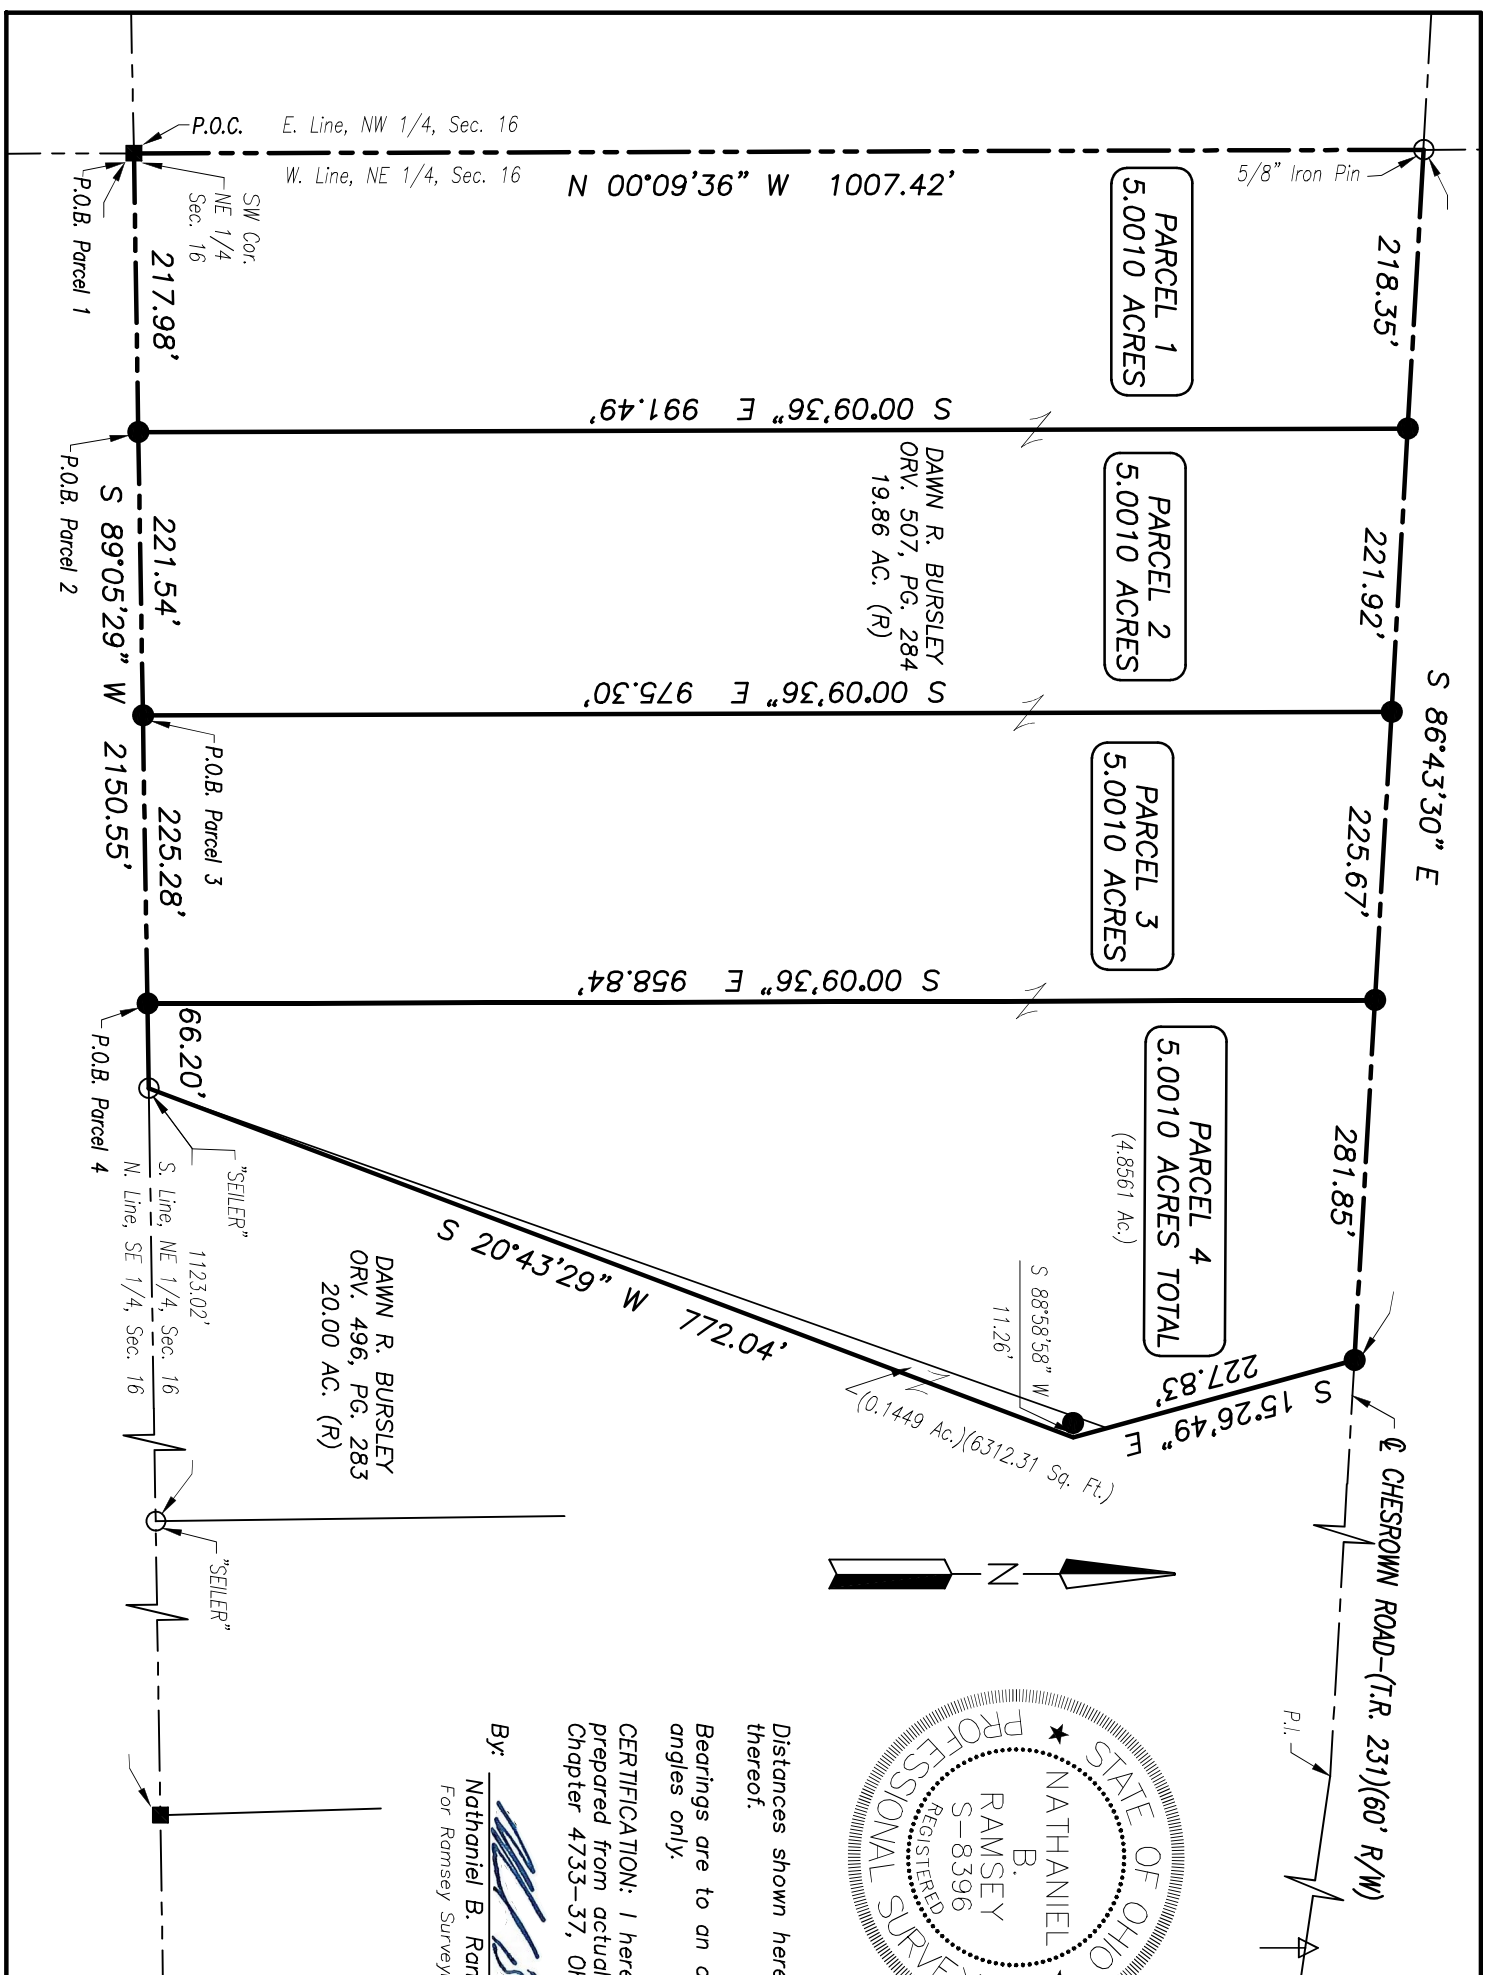 P.O.C.
E. Line, NW 1/4, Sec. 16
W. Line, NE 1/4, Sec. 16
N 00°09'36" W 1007.42'
5/8" Iron Pin
SW Cor.
NE 1/4
Sec. 16
P.O.B. Parcel 1
217.98'
218.35'
PARCEL 1
5.0010 ACRES
S 00°09'36" E 991.49'
P.O.B. Parcel 2
221.54'
221.92'
PARCEL 2
5.0010 ACRES
DAWN R. BURSLEY
ORV. 507, PG. 284
19.86 AC. (R)
S 89°05'29" W 2150.55'
S 86°43'30" E
S 00°09'36" E 975.30'
P.O.B. Parcel 3
225.28'
225.67'
PARCEL 3
5.0010 ACRES
S 00°09'36" E 958.84'
P.O.B. Parcel 4
66.20'
281.85'
PARCEL 4
5.0010 ACRES TOTAL
(4.8561 Ac.)
"SEILER"
1123.02'
S. Line, NE 1/4, Sec. 16
N. Line, SE 1/4, Sec. 16
S 20°43'29" W 772.04'
S 88°58'58" W
11.26'
S 15°26'49" E
227.83'
(0.1449 Ac.)(6312.31 Sq. Ft.)
DAWN R. BURSLEY
ORV. 496, PG. 283
20.00 AC. (R)
"SEILER"
℄ CHESROWN ROAD-(T.R. 231)(60' R/W)
P.I.
N
STATE OF OHIO
NATHANIEL
B.
RAMSEY
S-8396
REGISTERED
PROFESSIONAL SURVEY
Distances shown here
thereof.
Bearings are to an
angles only.
CERTIFICATION: I here
prepared from actual
Chapter 4733-37,
By:
Nathaniel B. Ram
For Ramsey Survey